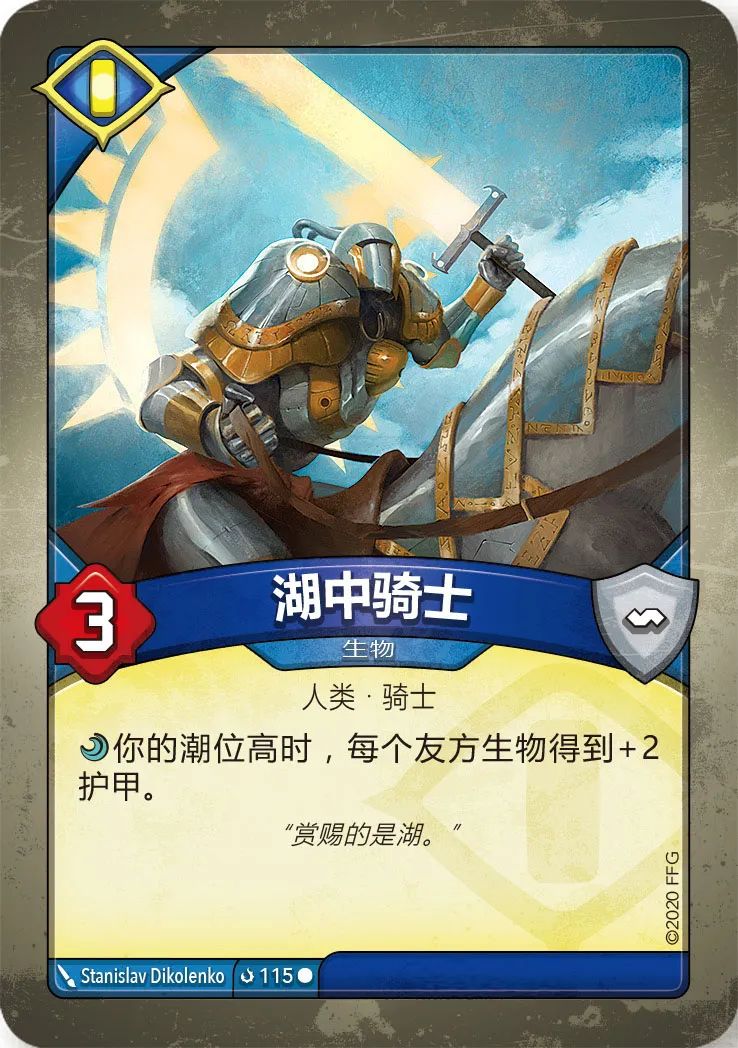 湖中骑士
3
生物
人类·骑士
你的潮位高时，每个友方生物得到+2
护甲。
“赏赐的是湖。”
©2020 FFG
Stanislav Dikolenko
115